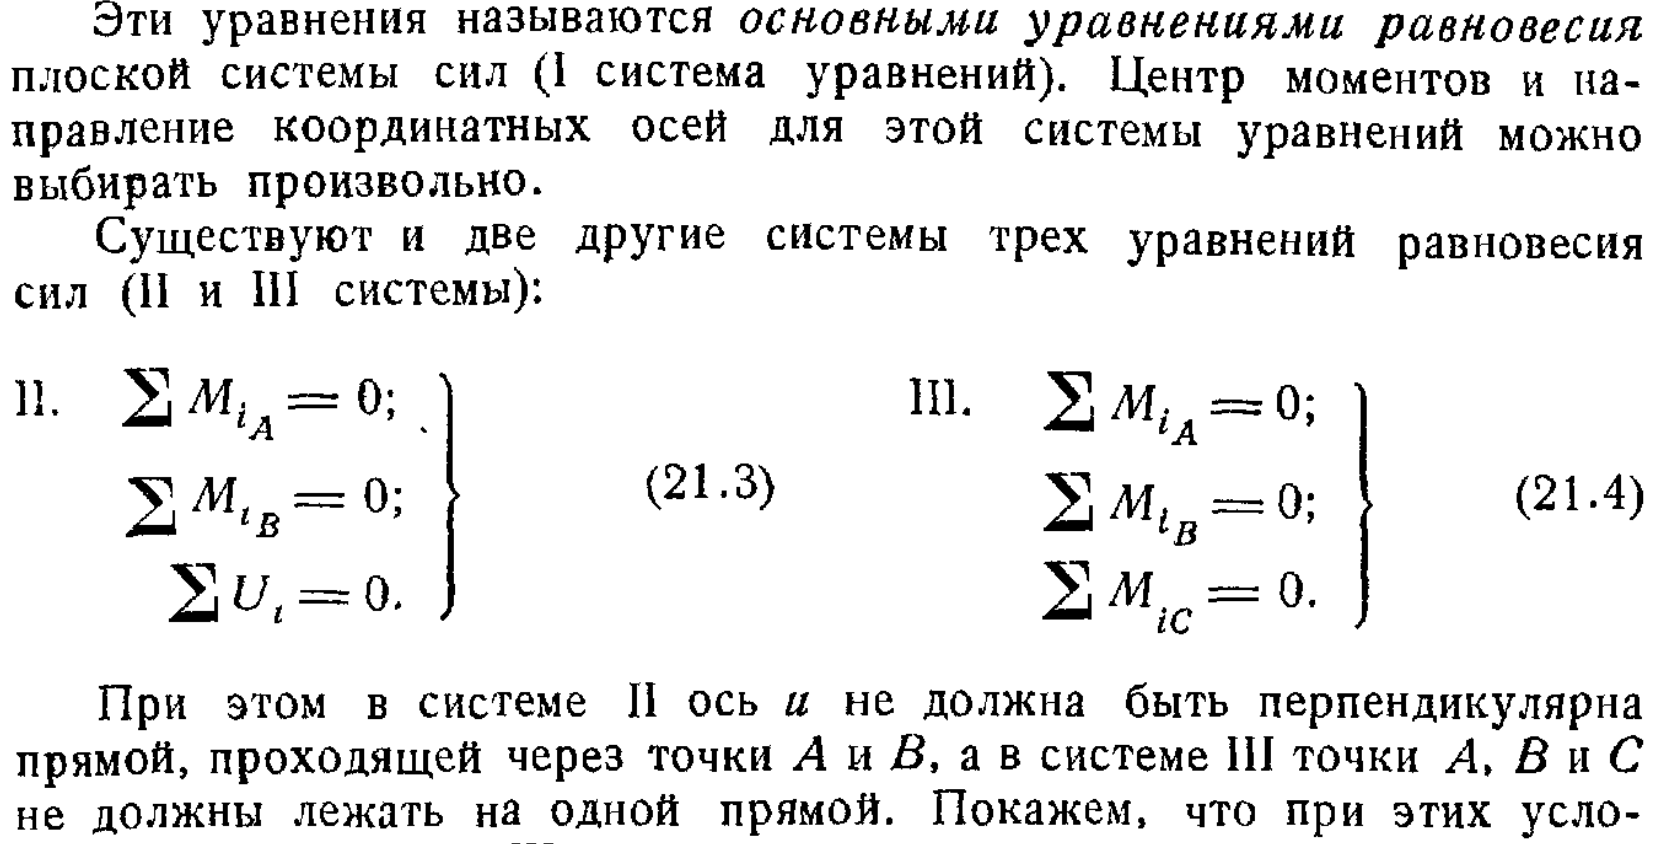 Эти уравнения называются основными уравнениями равновесия
плоской системы сил (I система уравнений). Центр моментов и на-
правление координатных осей для этой системы уравнений можно
выбирать произвольно.
Существуют и две другие системы трех уравнений равновесия
сил (II и III системы):
II. ∑ M_{i_A} = 0;
∑ M_{i_B} = 0;
∑ U_i = 0.
(21.3)
III. ∑ M_{i_A} = 0;
∑ M_{i_B} = 0;
∑ M_{iC} = 0.
(21.4)
При этом в системе II ось u не должна быть перпендикулярна
прямой, проходящей через точки A и B, а в системе III точки A, B и C
не должны лежать на одной прямой. Покажем, что при этих усло-